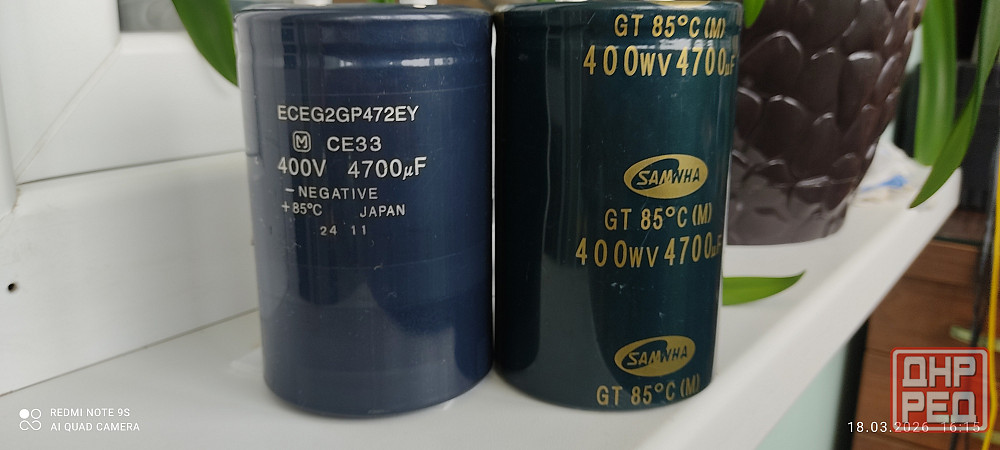 ECEG2GP472EY
M CE33
400V 4700µF
-NEGATIVE
+85°C JAPAN
24 11
GT 85°C (M)
400WV 4700µF
SAMWHA
GT 85°C (M)
400WV 4700µF
SAMWHA
GT 85°C (M)
REDMI NOTE 9S
AI QUAD CAMERA
ДНР
РЕД
18.03.2026 16:15